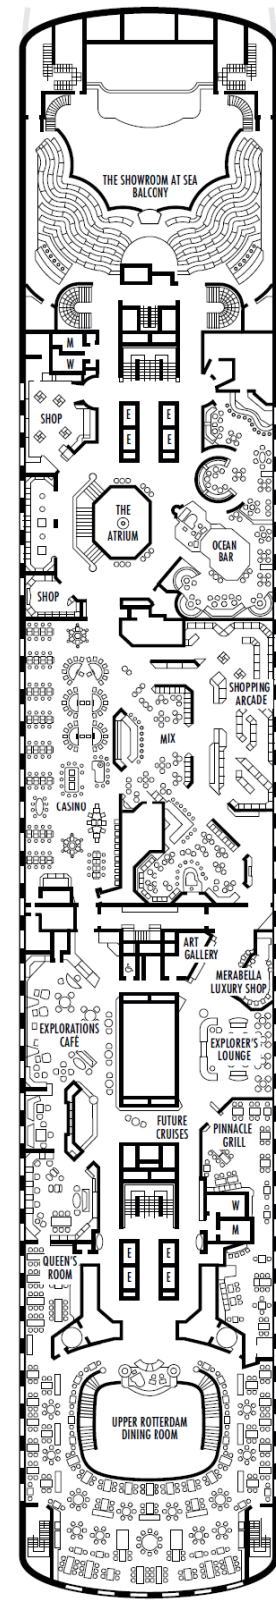 THE SHOWROOM AT SEA
BALCONY
M
W
SHOP
E
E
E
E
THE
ATRIUM
OCEAN
BAR
SHOP
SHOPPING
ARCADE
MIX
CASINO
ART
GALLERY
MERABELLA
LUXURY SHOP
EXPLORATIONS
CAFÉ
EXPLORER'S
LOUNGE
FUTURE
CRUISES
PINNACLE
GRILL
W
M
QUEEN'S
ROOM
E
E
E
E
UPPER ROTTERDAM
DINING ROOM